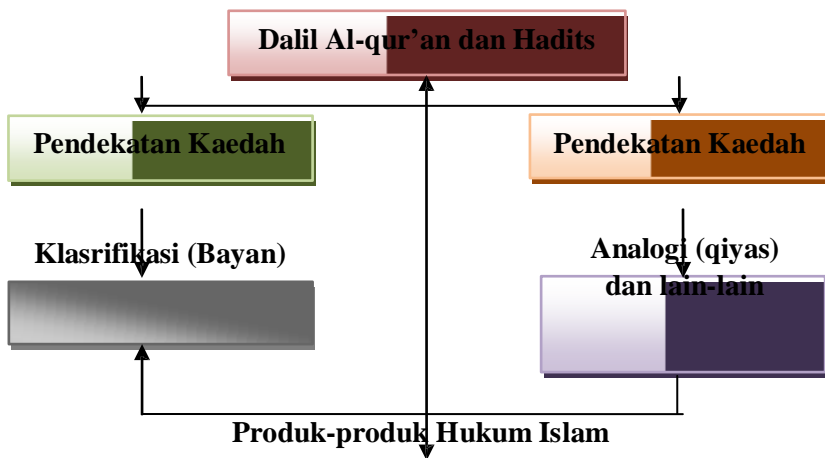 Dalil Al-qur’an dan Hadits
Pendekatan Kaedah
Pendekatan Kaedah
Klasrifikasi (Bayan)
Analogi (qiyas)
dan lain-lain
Produk-produk Hukum Islam